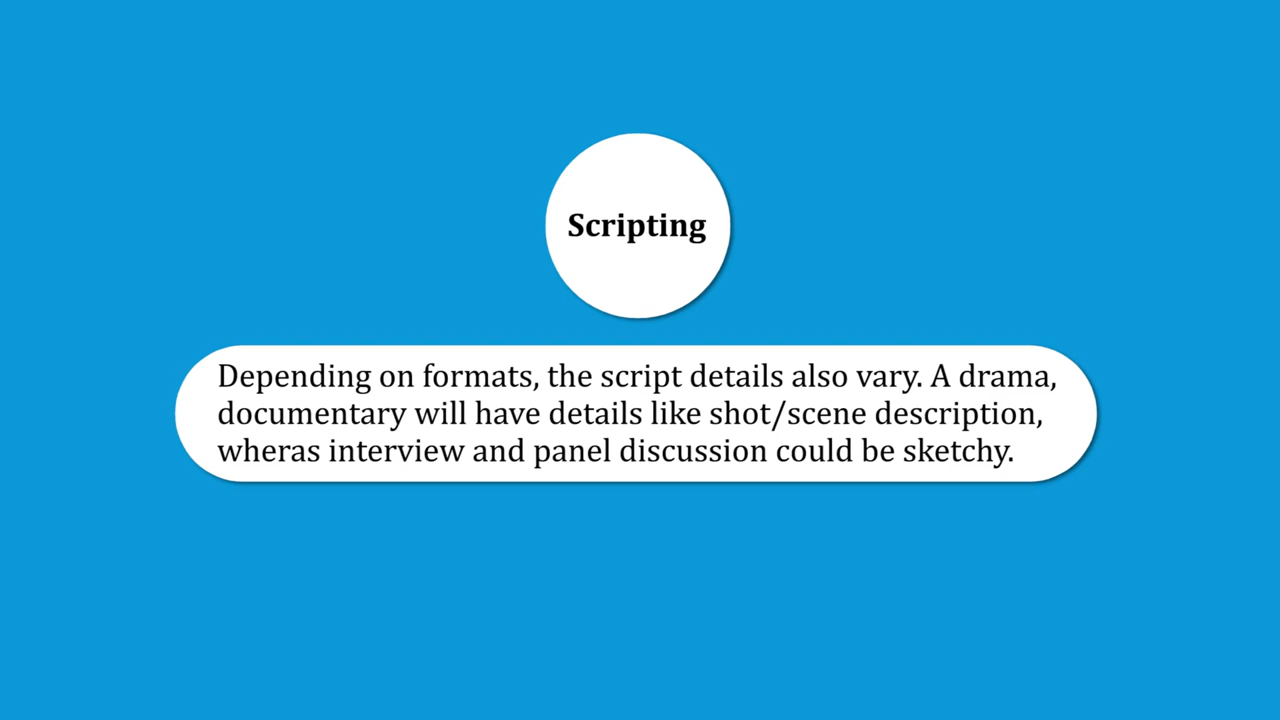 Scripting
Depending on formats, the script details also vary. A drama,
documentary will have details like shot/scene description,
wheras interview and panel discussion could be sketchy.